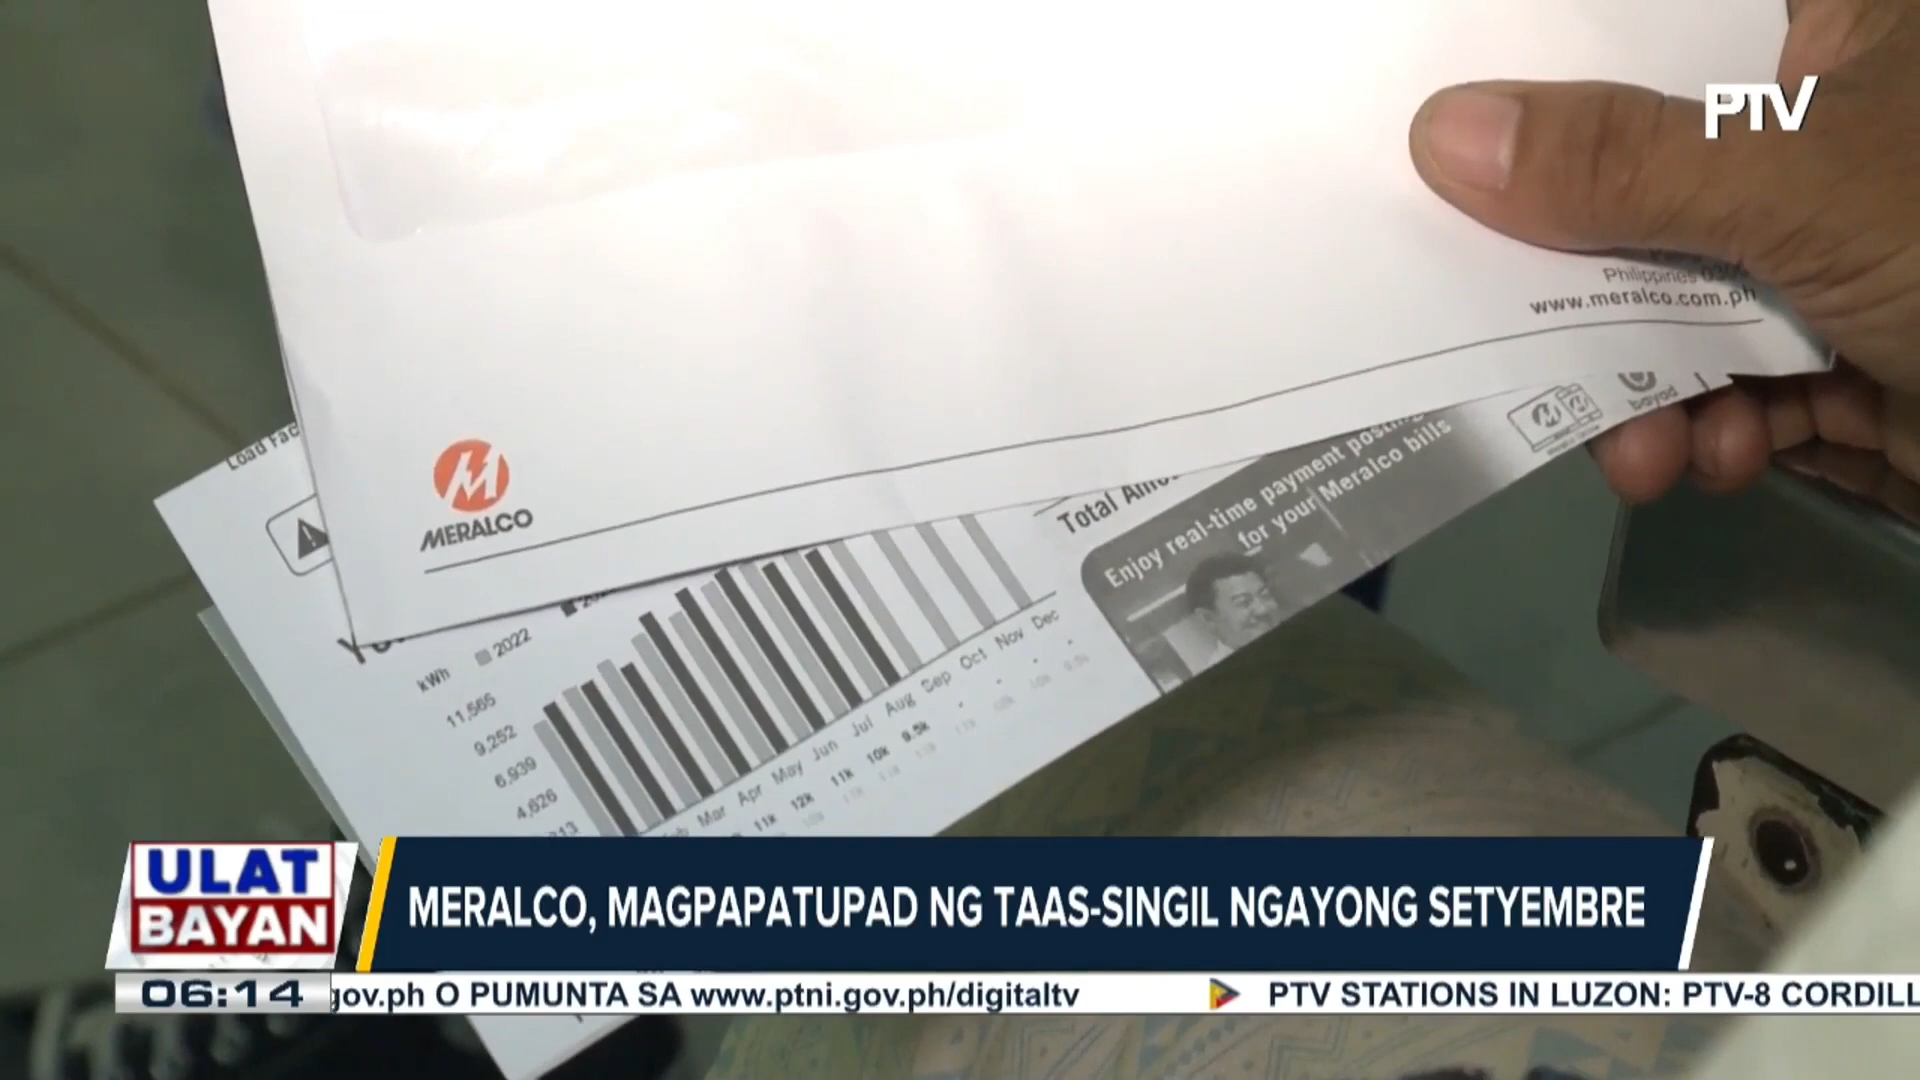 PTV
Philippines
www.meralco.com.ph
MERALCO
Load
Total
Enjoy real-time payment
for your Meralco bills
bayad
kWh
2022
11,565
9,252
6,939
4,626
Mar Apr May Jun Jul Aug Sep Oct Nov Dec
11k 12k 11k 10k 9.5k
ULAT
BAYAN
MERALCO, MAGPAPATUPAD NG TAAS-SINGIL NGAYONG SETYEMBRE
06:14 gov.ph O PUMUNTA SA www.ptni.gov.ph/digitaltv PTV STATIONS IN LUZON: PTV-8 CORDILL